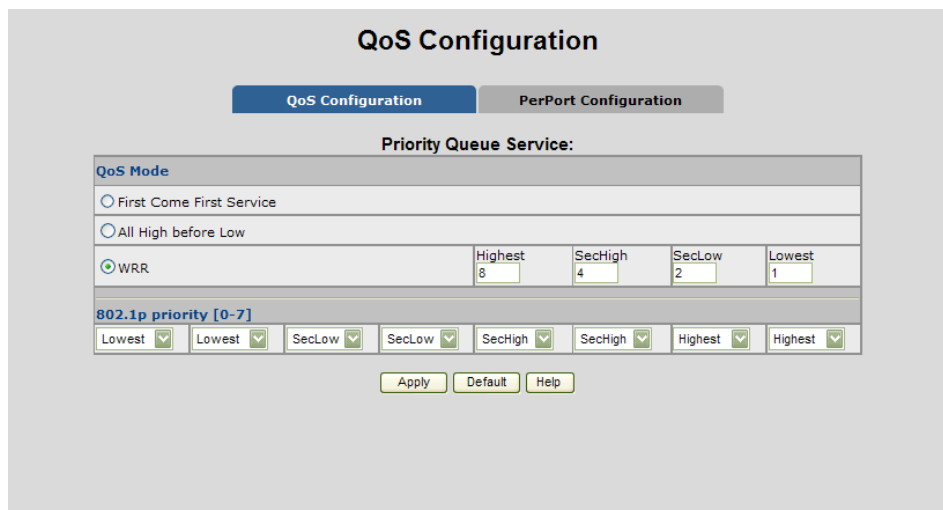 QoS Configuration
QoS Configuration PerPort Configuration
Priority Queue Service:
QoS Mode
First Come First Service
All High before Low
WRR
Highest SecHigh SecLow Lowest
8 4 2 1
802.1p priority [0-7]
Lowest Lowest SecLow SecLow SecHigh SecHigh Highest Highest
Apply Default Help